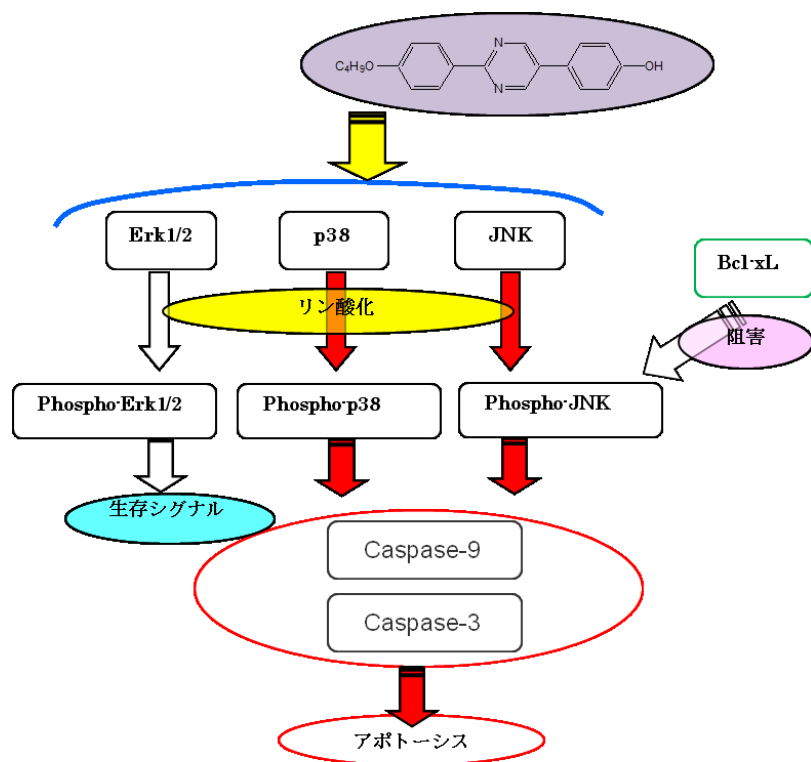 C4H9O N N OH
Erk1/2 p38 JNK
Bcl-xL
リン酸化
阻害
Phospho-Erk1/2 Phospho-p38 Phospho-JNK
生存シグナル
Caspase-9
Caspase-3
アポトーシス